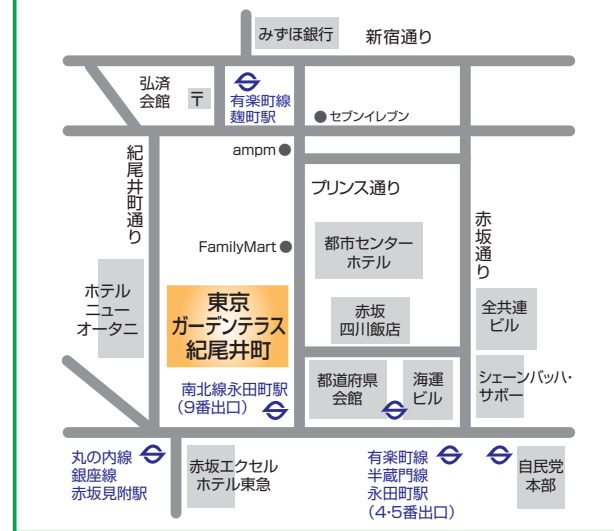 みずほ銀行
新宿通り
弘済
会館
〒
有楽町線
麹町駅
セブンイレブン
ampm
紀尾井町通り
プリンス通り
赤坂通り
FamilyMart
都市センター
ホテル
ホテル
ニュー
オータニ
東京
ガーデンテラス
紀尾井町
赤坂
四川飯店
全共連
ビル
南北線永田町駅
(9番出口)
都道府県
会館
海運
ビル
シェーンバッハ・
サボー
丸の内線
銀座線
赤坂見附駅
赤坂エクセル
ホテル東急
有楽町線
半蔵門線
永田町駅
(4・5番出口)
自民党
本部